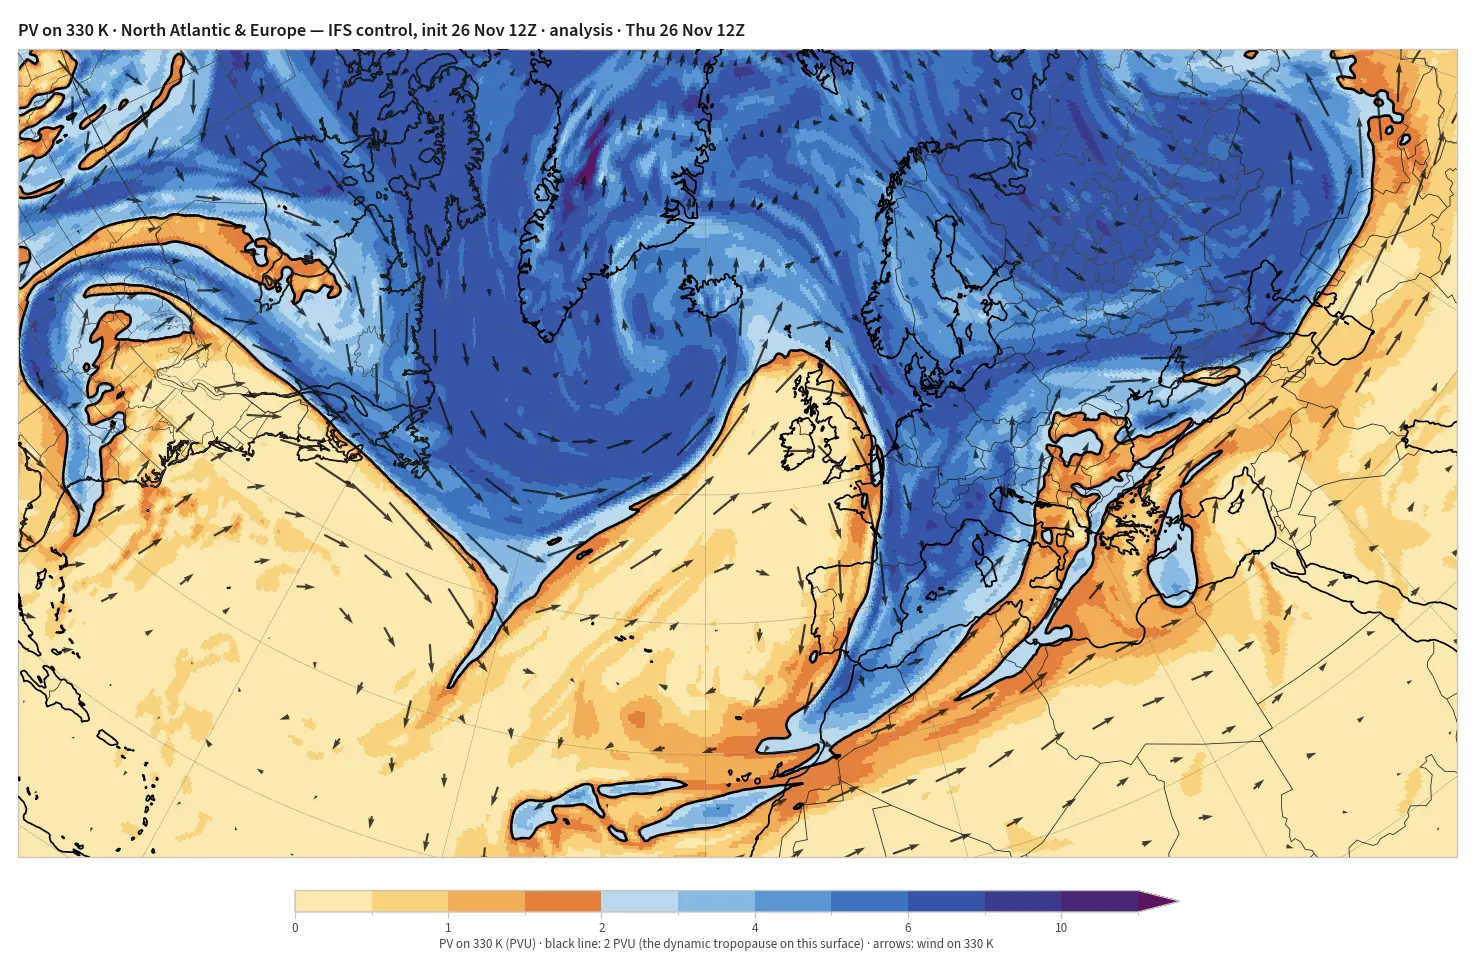 PV on 330 K · North Atlantic & Europe — IFS control, init 26 Nov 12Z · analysis · Thu 26 Nov 12Z
0 1 2 4 6 10
PV on 330 K (PVU) · black line: 2 PVU (the dynamic tropopause on this surface) · arrows: wind on 330 K